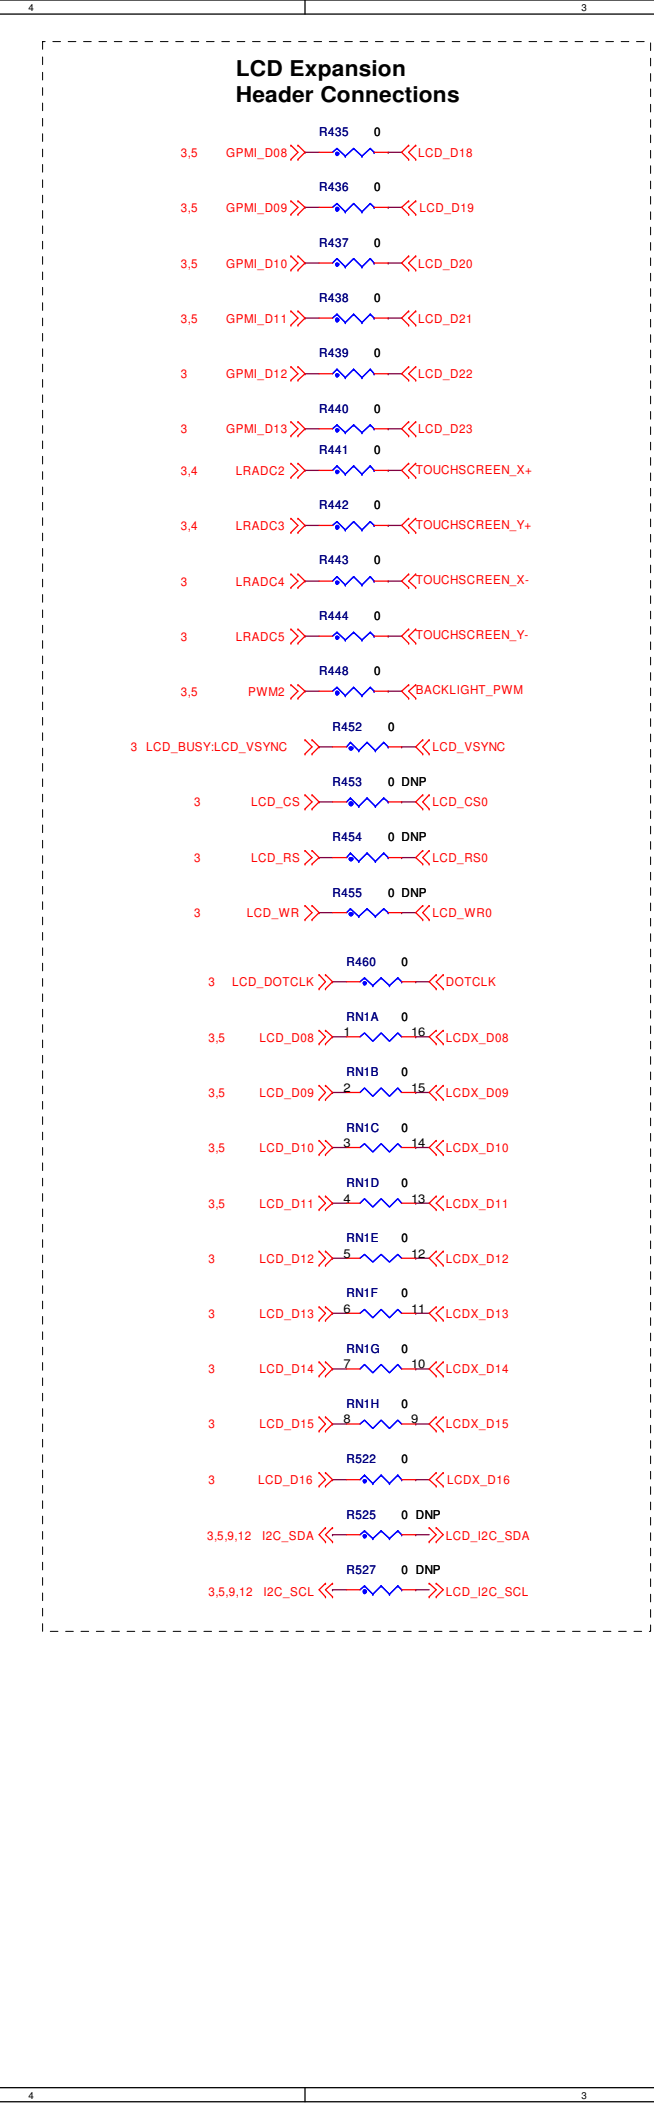 4 3
LCD Expansion
Header Connections
R435 0
3,5 GPMI_D08 LCD_D18
R436 0
3,5 GPMI_D09 LCD_D19
R437 0
3,5 GPMI_D10 LCD_D20
R438 0
3,5 GPMI_D11 LCD_D21
R439 0
3 GPMI_D12 LCD_D22
R440 0
3 GPMI_D13 LCD_D23
R441 0
3,4 LRADC2 TOUCHSCREEN_X+
R442 0
3,4 LRADC3 TOUCHSCREEN_Y+
R443 0
3 LRADC4 TOUCHSCREEN_X-
R444 0
3 LRADC5 TOUCHSCREEN_Y-
R448 0
3,5 PWM2 BACKLIGHT_PWM
R452 0
3 LCD_BUSY:LCD_VSYNC LCD_VSYNC
R453 0 DNP
3 LCD_CS LCD_CS0
R454 0 DNP
3 LCD_RS LCD_RS0
R455 0 DNP
3 LCD_WR LCD_WR0
R460 0
3 LCD_DOTCLK DOTCLK
RN1A 0
3,5 LCD_D08 1 16 LCDX_D08
RN1B 0
3,5 LCD_D09 2 15 LCDX_D09
RN1C 0
3,5 LCD_D10 3 14 LCDX_D10
RN1D 0
3,5 LCD_D11 4 13 LCDX_D11
RN1E 0
3 LCD_D12 5 12 LCDX_D12
RN1F 0
3 LCD_D13 6 11 LCDX_D13
RN1G 0
3 LCD_D14 7 10 LCDX_D14
RN1H 0
3 LCD_D15 8 9 LCDX_D15
R522 0
3 LCD_D16 LCDX_D16
R525 0 DNP
3,5,9,12 I2C_SDA LCD_I2C_SDA
R527 0 DNP
3,5,9,12 I2C_SCL LCD_I2C_SCL
4 3